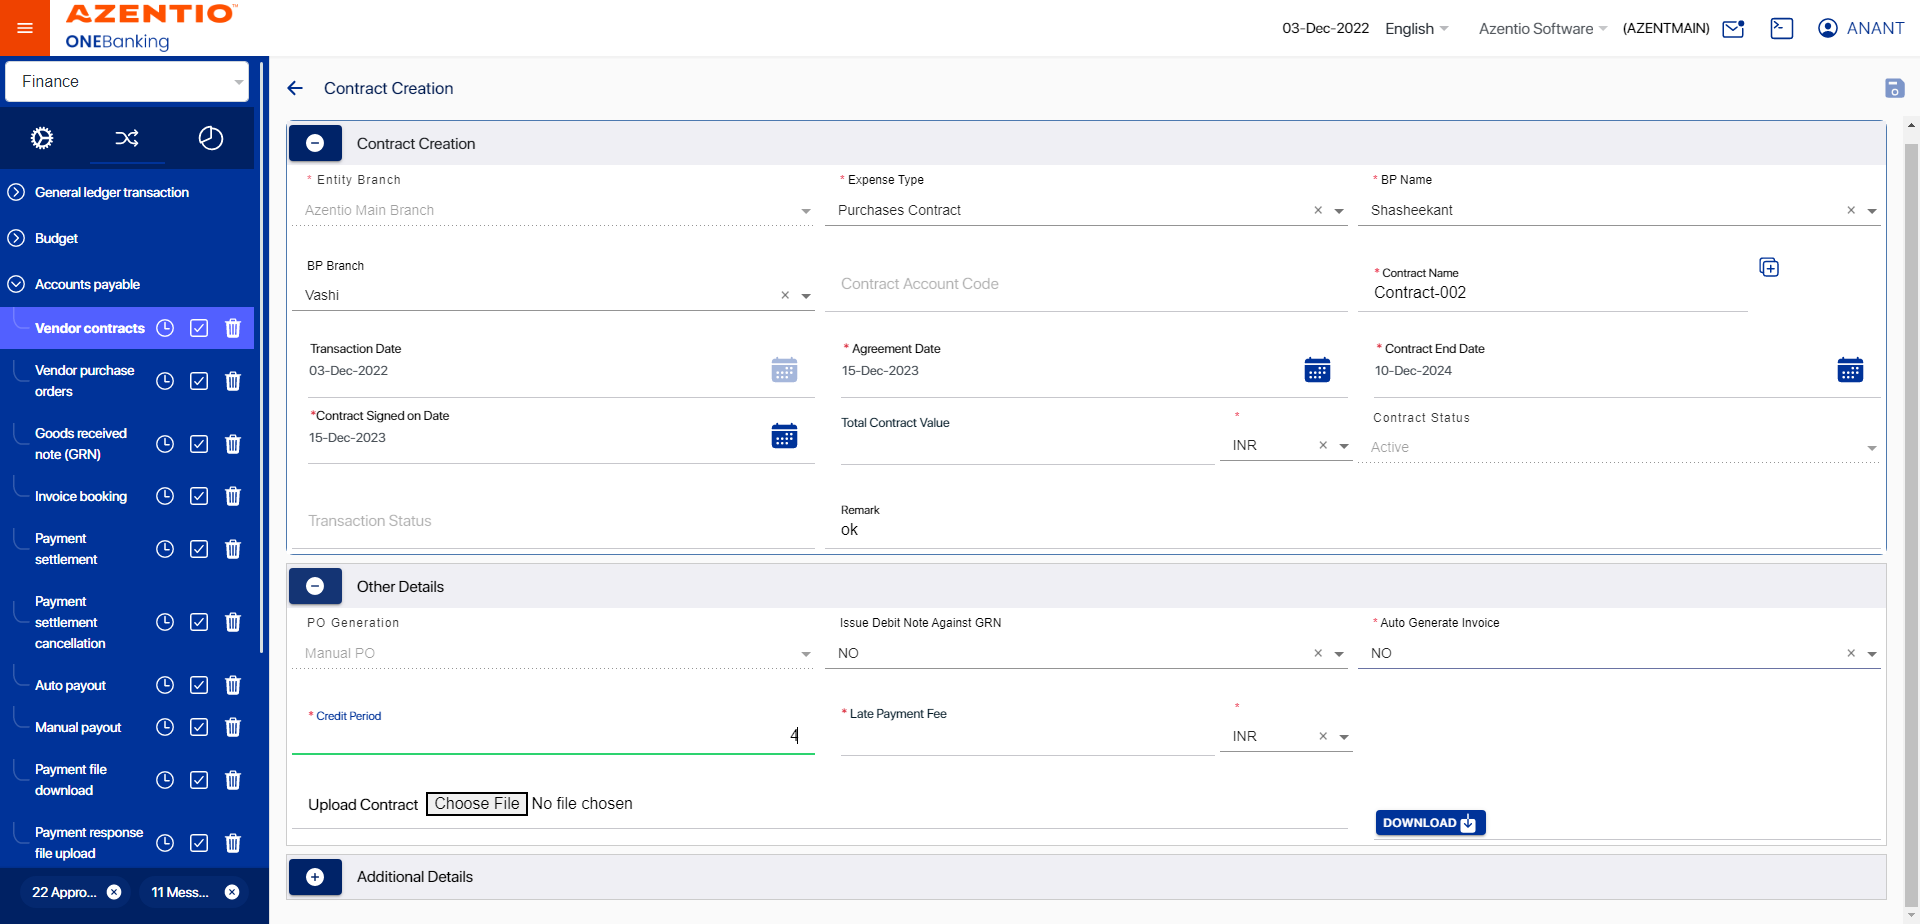 AZENTIO
ONEBanking
03-Dec-2022 English Azentio Software (AZENTMAIN) ANANT
Finance
General ledger transaction
Budget
Accounts payable
Vendor contracts
Vendor purchase
orders
Goods received
note (GRN)
Invoice booking
Payment
settlement
Payment
settlement
cancellation
Auto payout
Manual payout
Payment file
download
Payment response
file upload
22 Appro... 11 Mess...
Contract Creation
Contract Creation
* Entity Branch
Azentio Main Branch
* Expense Type
Purchases Contract
* BP Name
Shasheekant
BP Branch
Vashi
Contract Account Code
* Contract Name
Contract-002
Transaction Date
03-Dec-2022
* Agreement Date
15-Dec-2023
* Contract End Date
10-Dec-2024
*Contract Signed on Date
15-Dec-2023
Total Contract Value
*
INR
Contract Status
Active
Transaction Status
Remark
ok
Other Details
PO Generation
Manual PO
Issue Debit Note Against GRN
NO
* Auto Generate Invoice
NO
* Credit Period
4
* Late Payment Fee
*
INR
Upload Contract Choose File No file chosen
DOWNLOAD
Additional Details